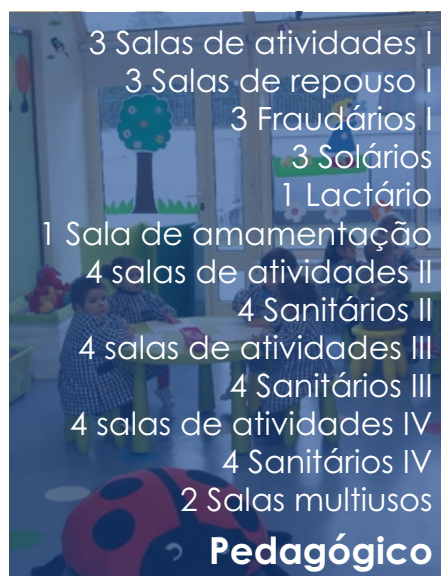 3 Salas de atividades I
3 Salas de repouso I
3 Fraudários I
3 Solários
1 Lactário
1 Sala de amamentação
4 salas de atividades II
4 Sanitários II
4 salas de atividades III
4 Sanitários III
4 salas de atividades IV
4 Sanitários IV
2 Salas multiusos
Pedagógico